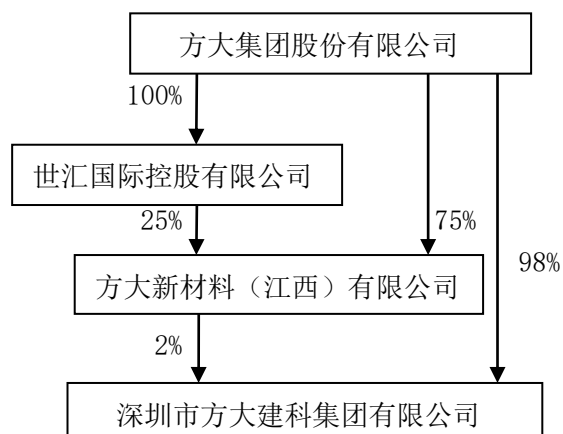 方大集团股份有限公司
100%
世汇国际控股有限公司
25%
75%
方大新材料（江西）有限公司
98%
2%
深圳市方大建科集团有限公司